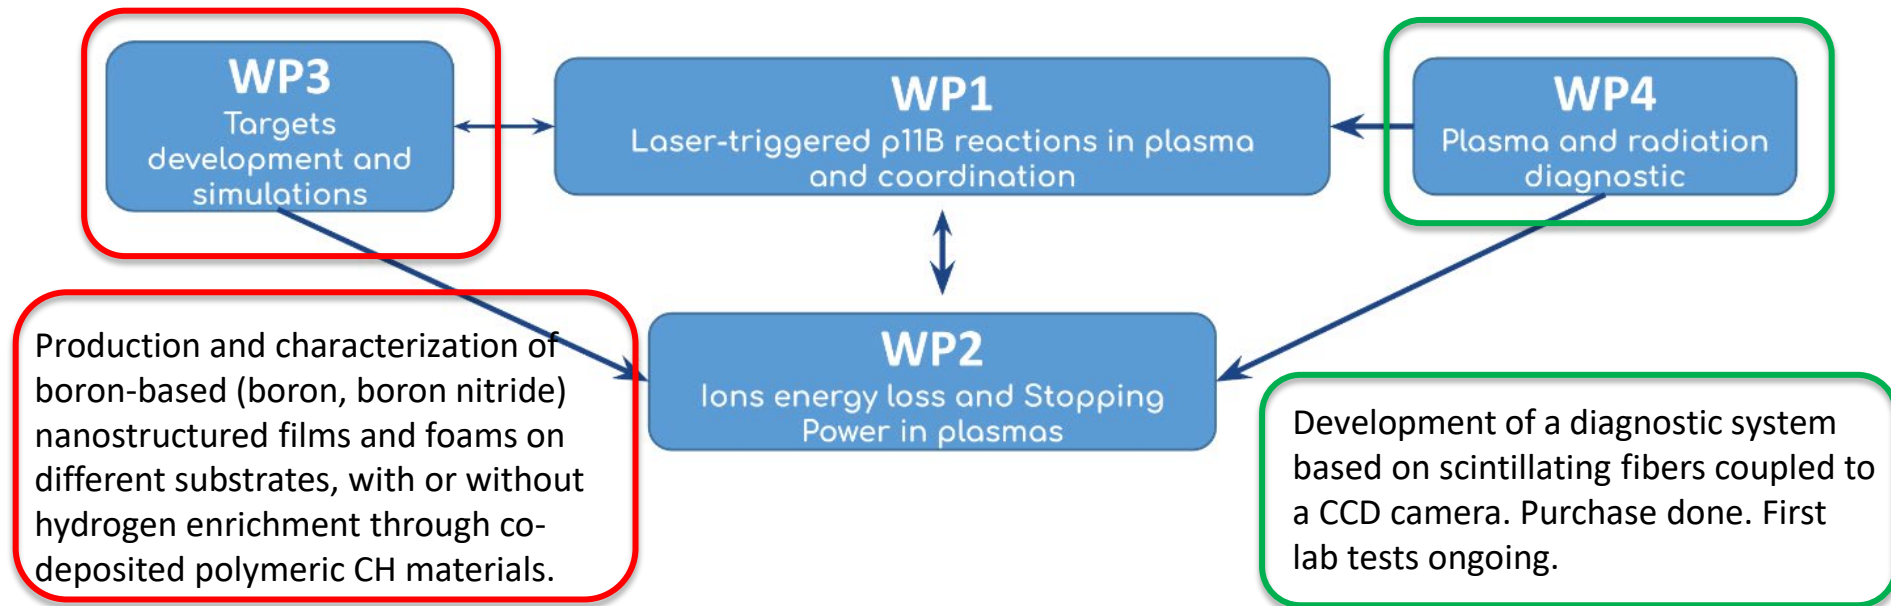 WP3
Targets
development and
simulations
WP1
Laser-triggered p11B reactions in plasma
and coordination
WP4
Plasma and radiation
diagnostic
WP2
Ions energy loss and Stopping
Power in plasmas
Production and characterization of
boron-based (boron, boron nitride)
nanostructured films and foams on
different substrates, with or without
hydrogen enrichment through co-
deposited polymeric CH materials.
Development of a diagnostic system
based on scintillating fibers coupled to
a CCD camera. Purchase done. First
lab tests ongoing.